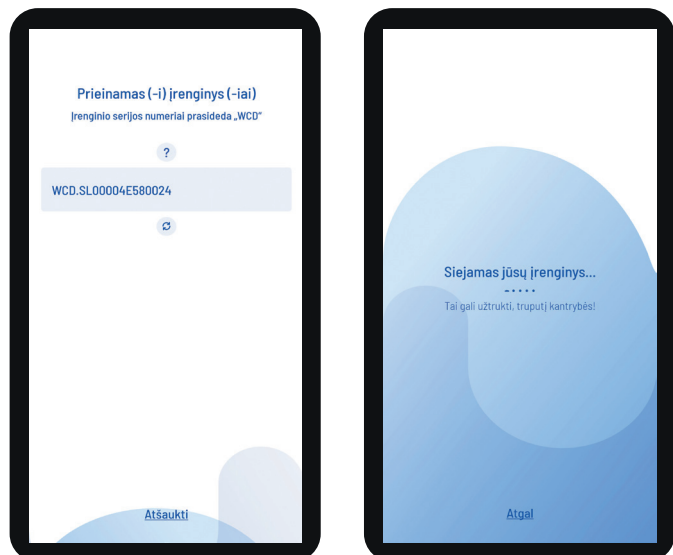 Prieinamas (-i) įrenginys (-iai)
Įrenginio serijos numeriai prasideda „WCD“
?
WCD.SL00004E580024
Atšaukti
Siejamas jūsų įrenginys...
Tai gali užtrukti, truputį kantrybės!
Atgal